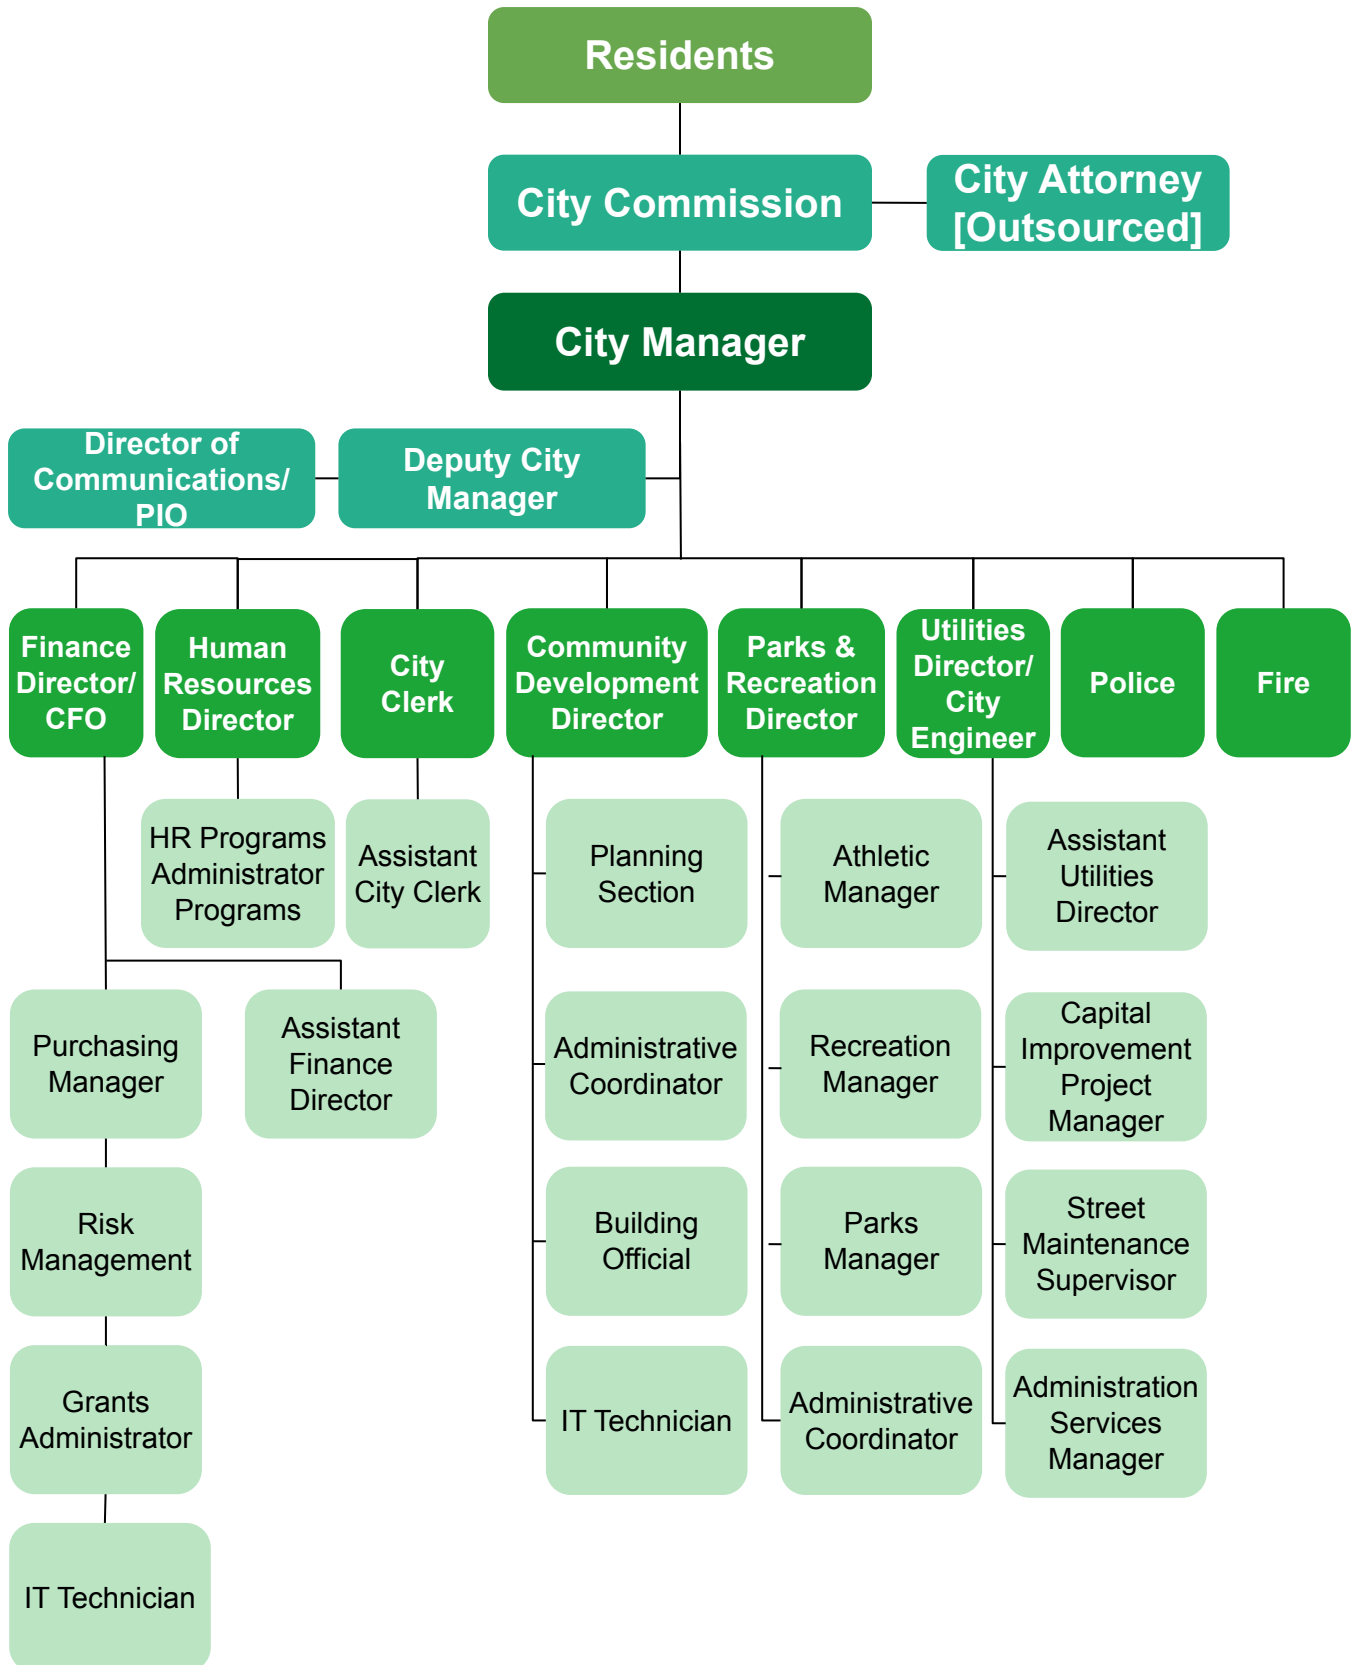 Residents
City Commission
City Attorney
[Outsourced]
City Manager
Director of
Communications/
PIO
Deputy City
Manager
Finance
Director/
CFO
Human
Resources
Director
City
Clerk
Community
Development
Director
Parks &
Recreation
Director
Utilities
Director/
City
Engineer
Police
Fire
HR Programs
Administrator
Programs
Assistant
City Clerk
Planning
Section
Athletic
Manager
Assistant
Utilities
Director
Purchasing
Manager
Assistant
Finance
Director
Administrative
Coordinator
Recreation
Manager
Capital
Improvement
Project
Manager
Risk
Management
Building
Official
Parks
Manager
Street
Maintenance
Supervisor
Grants
Administrator
IT Technician
Administrative
Coordinator
Administration
Services
Manager
IT Technician